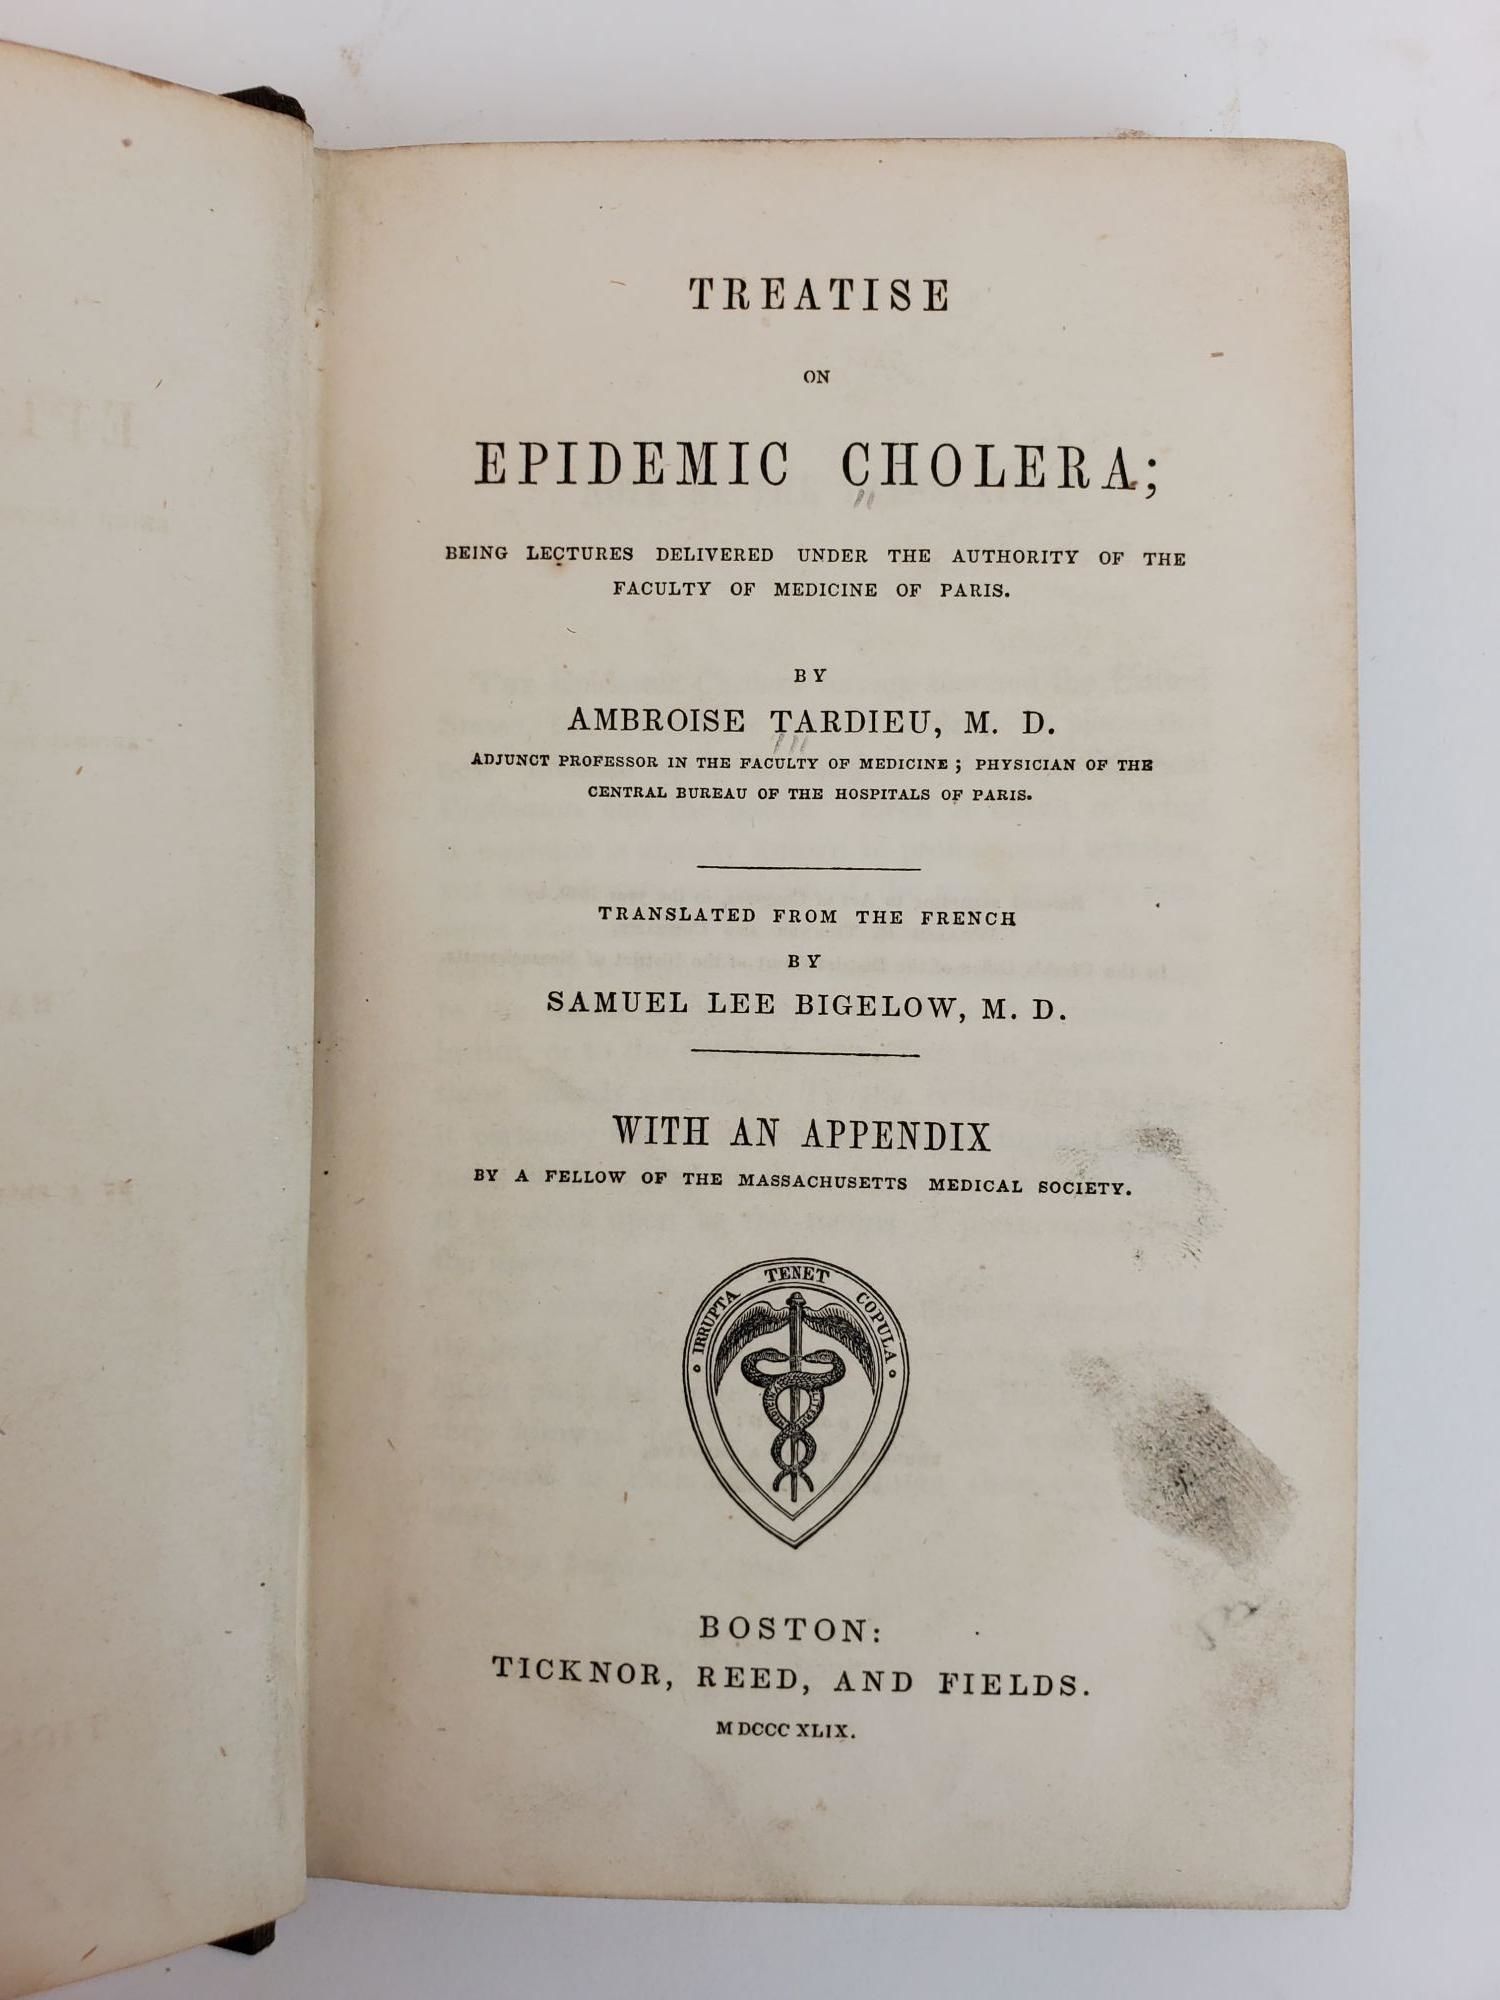 TREATISE
ON
EPIDEMIC CHOLERA;
BEING LECTURES DELIVERED UNDER THE AUTHORITY OF THE
FACULTY OF MEDICINE OF PARIS.
BY
AMBROISE TARDIEU, M. D.
ADJUNCT PROFESSOR IN THE FACULTY OF MEDICINE; PHYSICIAN OF THE
CENTRAL BUREAU OF THE HOSPITALS OF PARIS.
TRANSLATED FROM THE FRENCH
BY
SAMUEL LEE BIGELOW, M. D.
WITH AN APPENDIX
BY A FELLOW OF THE MASSACHUSETTS MEDICAL SOCIETY.
IRRUPTA TENET COPULA
BOSTON:
TICKNOR, REED, AND FIELDS.
M DCCC XLIX.